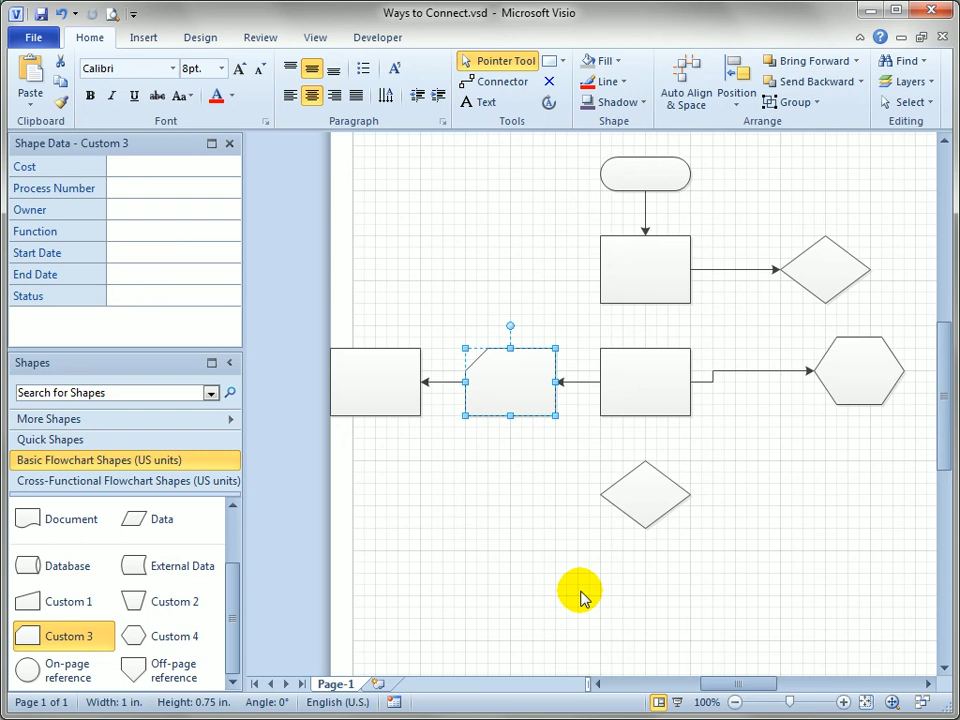 Ways to Connect.vsd - Microsoft Visio
File Home Insert Design Review View Developer
Calibri 8pt. Pointer Tool Fill Bring Forward Find
Connector Line Send Backward Layers
Paste B I U abc Aa A Text Shadow Auto Align & Space Position Group Select
Clipboard Font Paragraph Tools Shape Arrange Editing
Shape Data - Custom 3
Cost
Process Number
Owner
Function
Start Date
End Date
Status
Shapes
Search for Shapes
More Shapes
Quick Shapes
Basic Flowchart Shapes (US units)
Cross-Functional Flowchart Shapes (US units)
Document Data
Database External Data
Custom 1 Custom 2
Custom 3 Custom 4
On-page reference Off-page reference
Page-1
Page 1 of 1 Width: 1 in. Height: 0.75 in. Angle: 0° English (U.S.) 100%